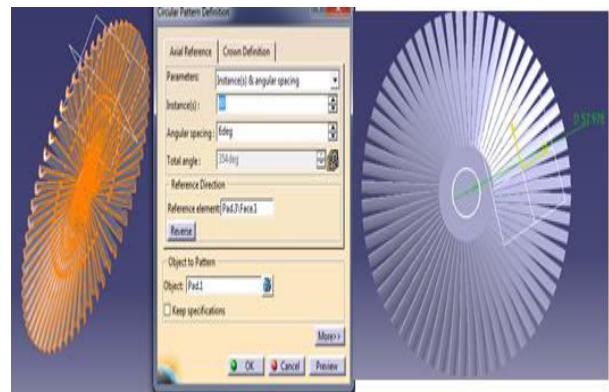 Circular Pattern Definition
Axial Reference Crown Definition
Parameters: Instance(s) & angular spacing
Instance(s) :
Angular spacing : 6deg
Total angle : 354deg
Reference Direction
Reference element: Pad.3\Face.1
Reverse
Object to Pattern
Object: Pad.1
Keep specifications
More>>
OK Cancel Preview
D 57.978